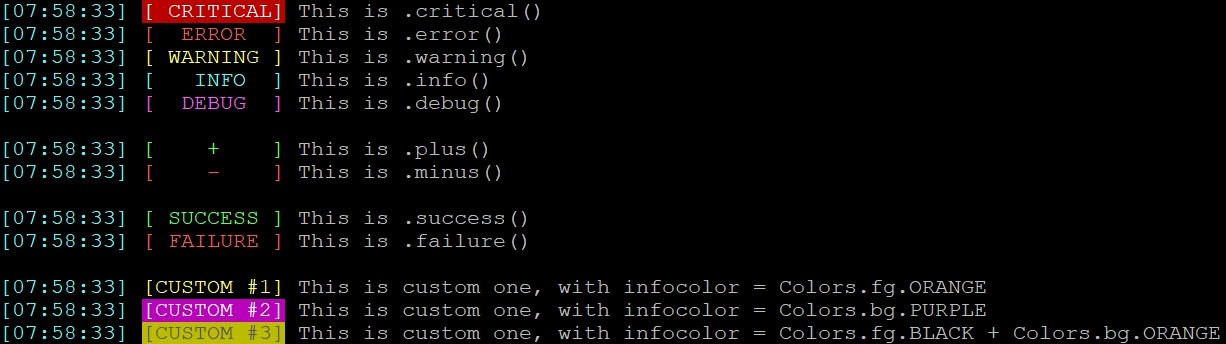 [07:58:33] [ CRITICAL] This is .critical()
[07:58:33] [  ERROR  ] This is .error()
[07:58:33] [ WARNING ] This is .warning()
[07:58:33] [   INFO  ] This is .info()
[07:58:33] [  DEBUG  ] This is .debug()
[07:58:33] [    +    ] This is .plus()
[07:58:33] [    -    ] This is .minus()
[07:58:33] [ SUCCESS ] This is .success()
[07:58:33] [ FAILURE ] This is .failure()
[07:58:33] [CUSTOM #1] This is custom one, with infocolor = Colors.fg.ORANGE
[07:58:33] [CUSTOM #2] This is custom one, with infocolor = Colors.bg.PURPLE
[07:58:33] [CUSTOM #3] This is custom one, with infocolor = Colors.fg.BLACK + Colors.bg.ORANGE